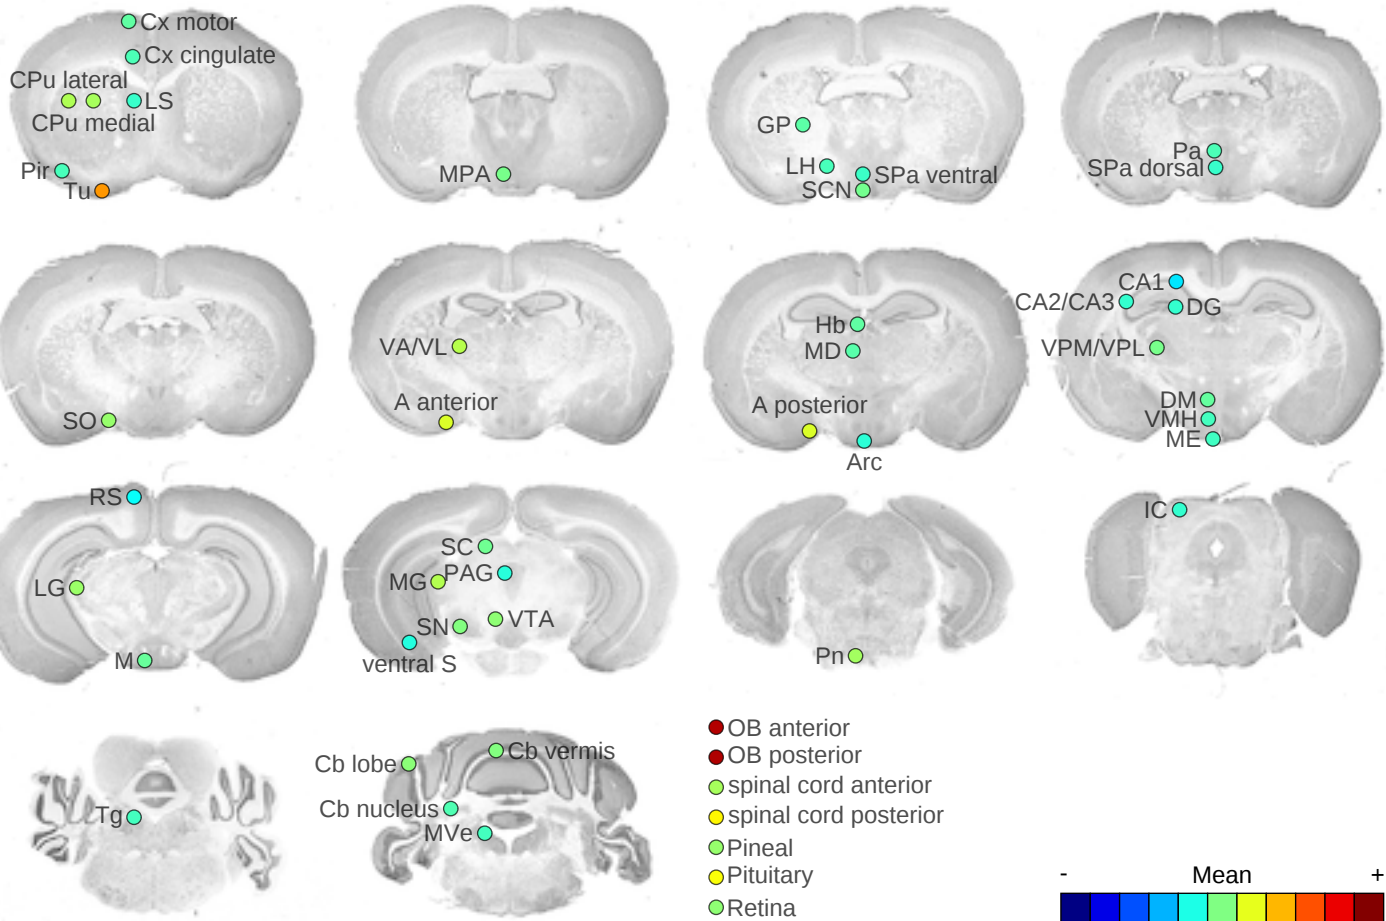 Cx motor
Cx cingulate
CPu lateral
LS
CPu medial
Pir
Tu
MPA
GP
LH
SPa ventral
SCN
Pa
SPa dorsal
SO
VA/VL
A anterior
Hb
MD
A posterior
Arc
CA1
CA2/CA3
DG
VPM/VPL
DM
VMH
ME
RS
LG
M
SC
MG
PAG
SN
VTA
ventral S
Pn
IC
Tg
Cb lobe
Cb vermis
Cb nucleus
MVe
OB anterior
OB posterior
spinal cord anterior
spinal cord posterior
Pineal
Pituitary
Retina
- Mean +